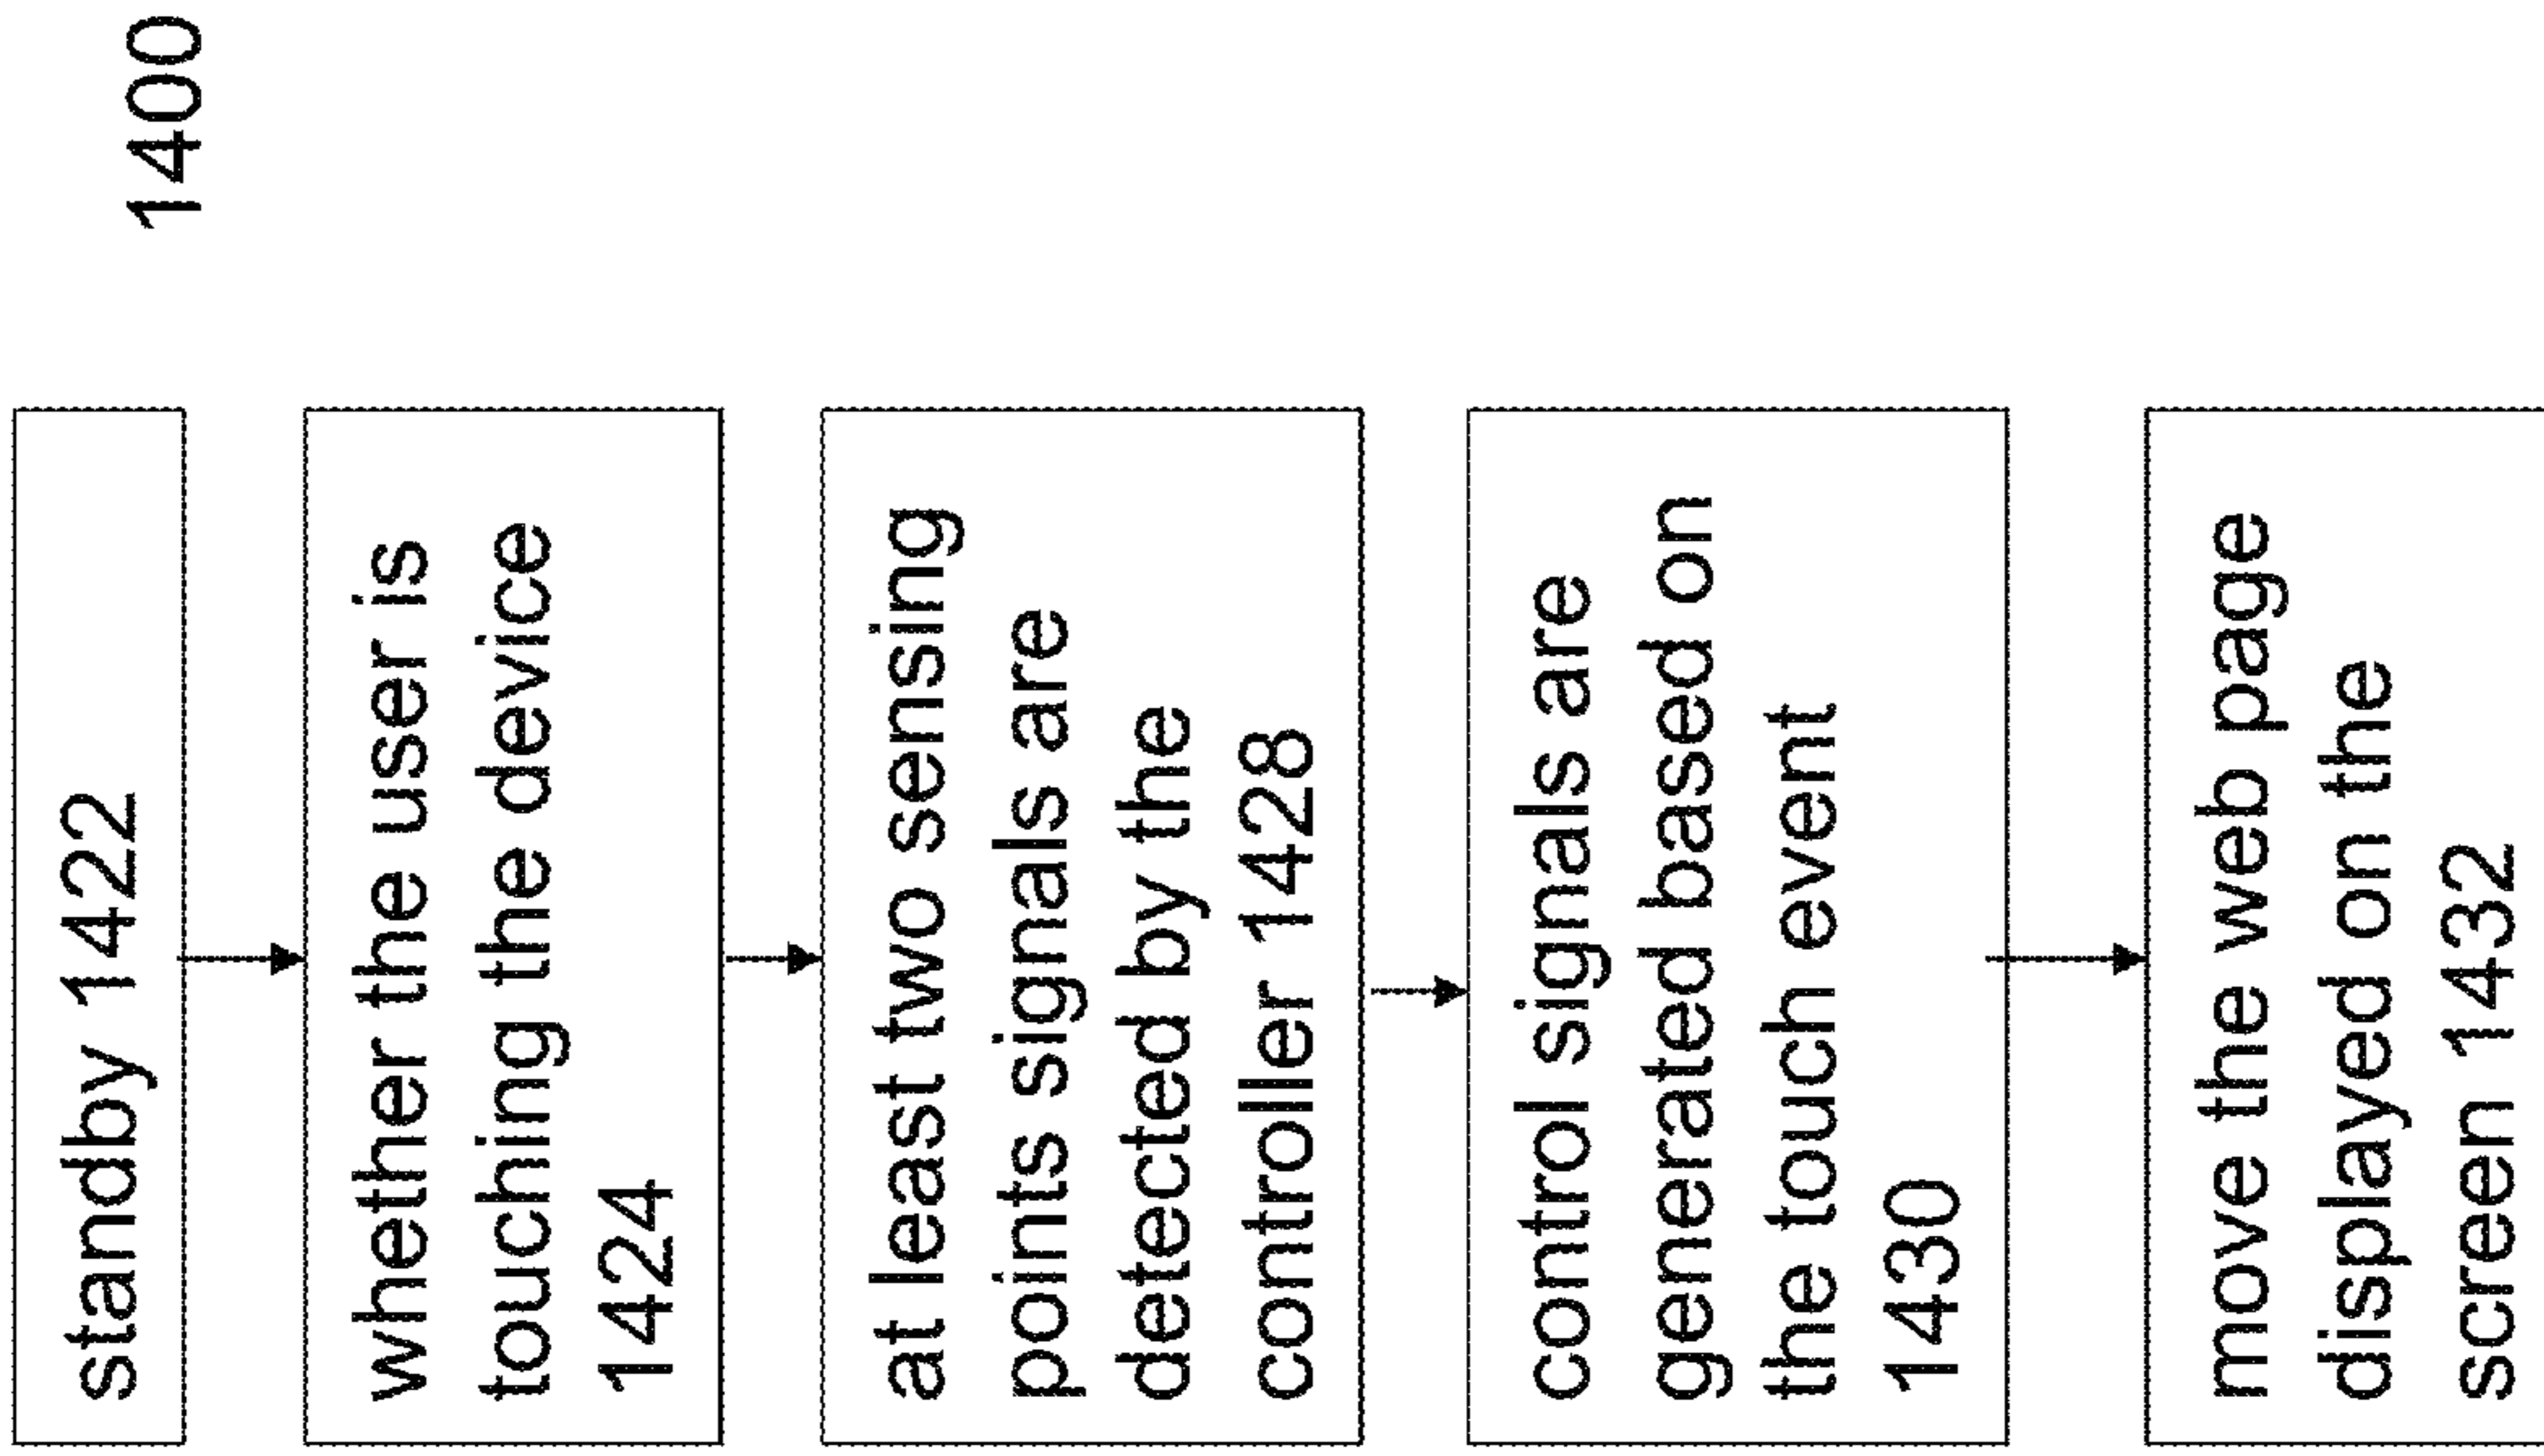 1400
standby 1422
whether the user is
touching the device
1424
at least two sensing
points signals are
detected by the
controller 1428
control signals are
generated based on
the touch event
1430
move the web page
displayed on the
screen 1432